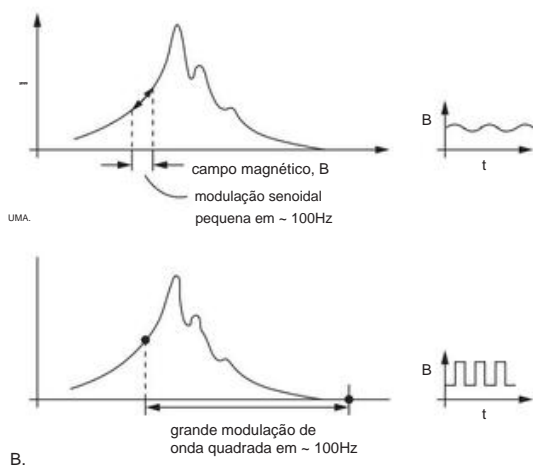 I
B
t
campo magnético, B
modulação senoidal
pequena em ~ 100Hz
UMA.
B
t
grande modulação de
onda quadrada em ~ 100Hz
B.